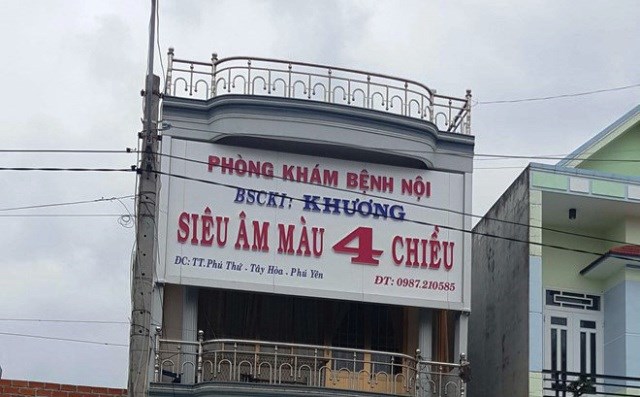 PHÒNG KHÁM BỆNH NỘI
BSCKI: KHƯƠNG
SIÊU ÂM MÀU 4 CHIỀU
ĐC: TT. Phú Thứ - Tây Hòa - Phú Yên
ĐT: 0987.210585